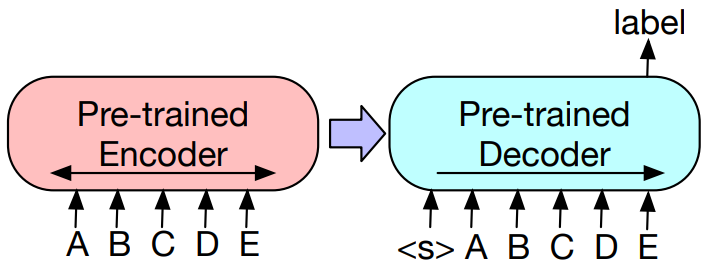 label
Pre-trained
Encoder
Pre-trained
Decoder
A B C D E
<s> A B C D E